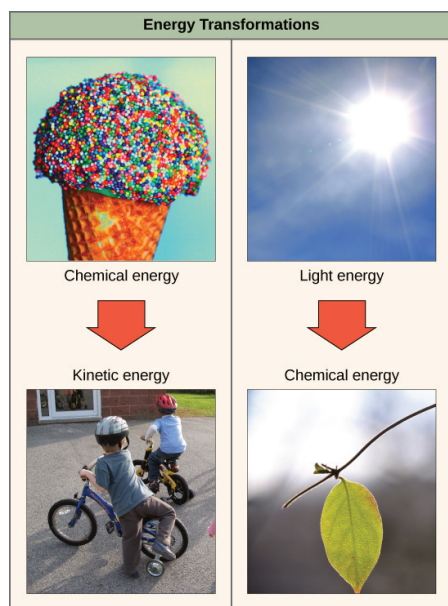 Energy Transformations
Chemical energy
Light energy
Kinetic energy
Chemical energy